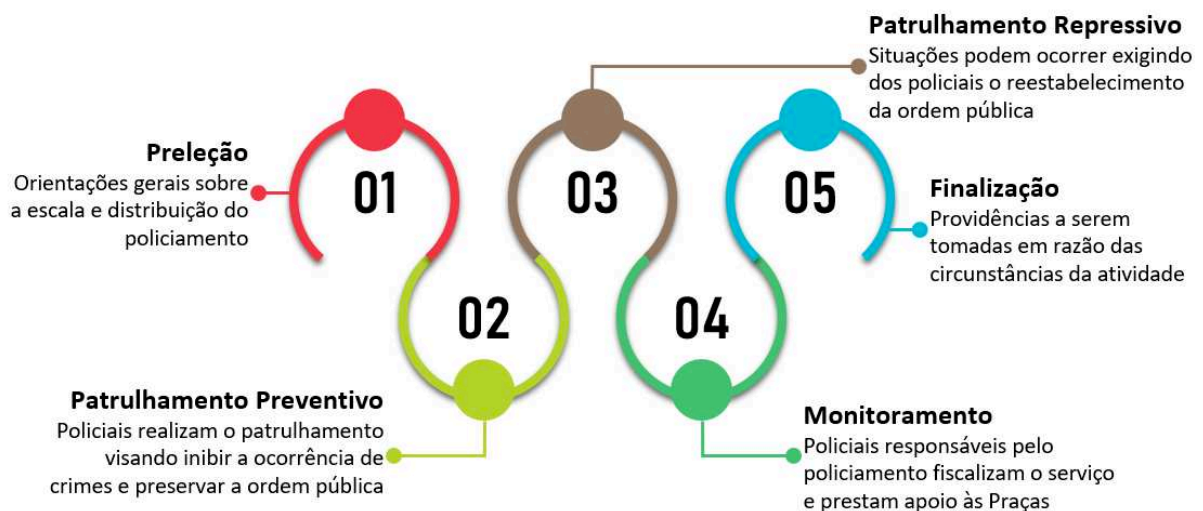 Preleção
Orientações gerais sobre
a escala e distribuição do
policiamento
01
Patrulhamento Preventivo
Policiais realizam o patrulhamento
visando inibir a ocorrência de
crimes e preservar a ordem pública
02
Patrulhamento Repressivo
Situações podem ocorrer exigindo
dos policiais o reestabelecimento
da ordem pública
03
Monitoramento
Policiais responsáveis pelo
policiamento fiscalizam o serviço
e prestam apoio às Praças
04
Finalização
Providências a serem
tomadas em razão das
circunstâncias da atividade
05